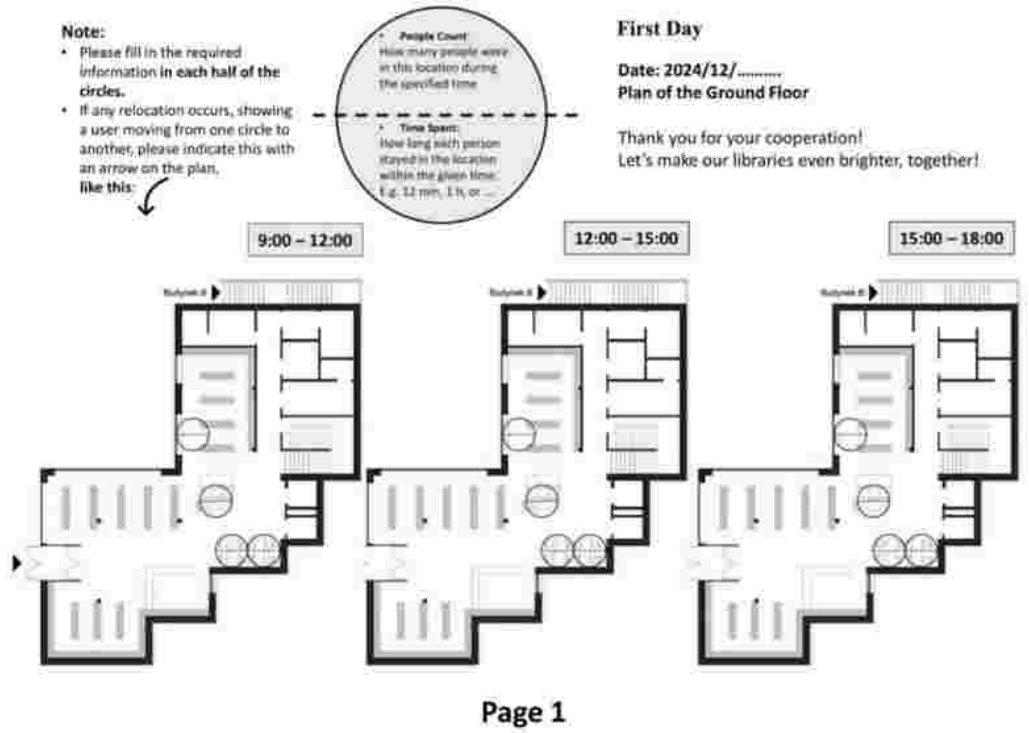 Note:
• Please fill in the required
information in each half of the
circles.
• If any relocation occurs, showing
a user moving from one circle to
another, please indicate this with
an arrow on the plan,
like this:
• People Count:
How many people were
in this location during
the specified time
• Time Spent:
How long each person
stayed in the location
within the given time.
E.g. 12 min, 1 h, or ...
First Day
Date: 2024/12/..........
Plan of the Ground Floor
Thank you for your cooperation!
Let's make our libraries even brighter, together!
9:00 – 12:00
12:00 – 15:00
15:00 – 18:00
Budynek B
Budynek B
Budynek B
Page 1